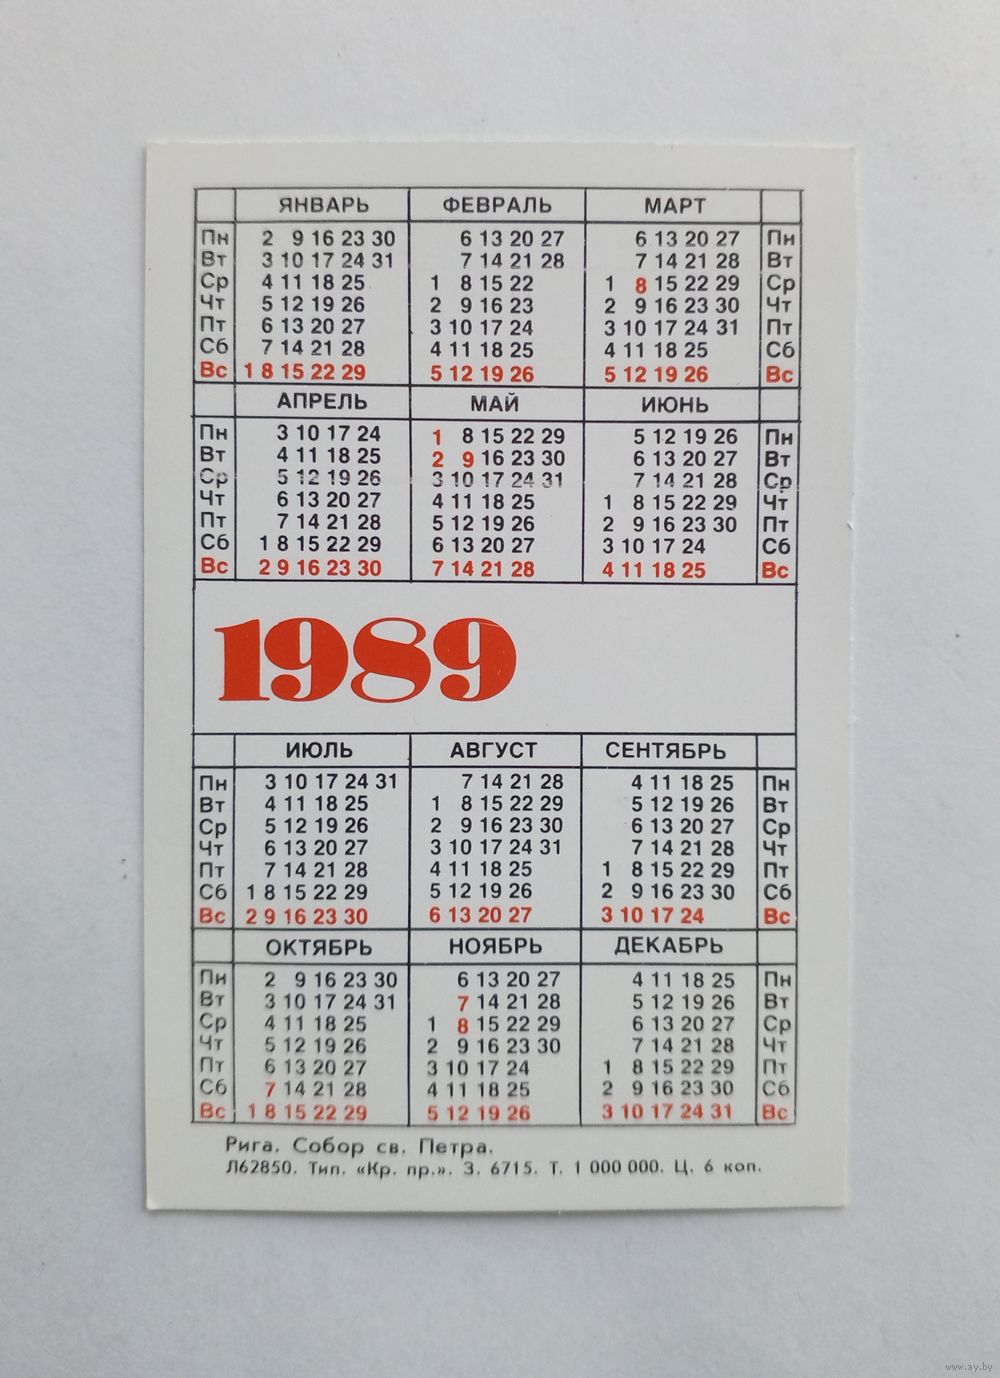 ЯНВАРЬ ФЕВРАЛЬ МАРТ
Пн 2 9 16 23 30 6 13 20 27 6 13 20 27 Пн
Вт 3 10 17 24 31 7 14 21 28 7 14 21 28 Вт
Ср 4 11 18 25 1 8 15 22 1 8 15 22 29 Ср
Чт 5 12 19 26 2 9 16 23 2 9 16 23 30 Чт
Пт 6 13 20 27 3 10 17 24 3 10 17 24 31 Пт
Сб 7 14 21 28 4 11 18 25 4 11 18 25 Сб
Вс 1 8 15 22 29 5 12 19 26 5 12 19 26 Вс
АПРЕЛЬ МАЙ ИЮНЬ
Пн 3 10 17 24 1 8 15 22 29 5 12 19 26 Пн
Вт 4 11 18 25 2 9 16 23 30 6 13 20 27 Вт
Ср 5 12 19 26 3 10 17 24 31 7 14 21 28 Ср
Чт 6 13 20 27 4 11 18 25 1 8 15 22 29 Чт
Пт 7 14 21 28 5 12 19 26 2 9 16 23 30 Пт
Сб 1 8 15 22 29 6 13 20 27 3 10 17 24 Сб
Вс 2 9 16 23 30 7 14 21 28 4 11 18 25 Вс
1989
ИЮЛЬ АВГУСТ СЕНТЯБРЬ
Пн 3 10 17 24 31 7 14 21 28 4 11 18 25 Пн
Вт 4 11 18 25 1 8 15 22 29 5 12 19 26 Вт
Ср 5 12 19 26 2 9 16 23 30 6 13 20 27 Ср
Чт 6 13 20 27 3 10 17 24 31 7 14 21 28 Чт
Пт 7 14 21 28 4 11 18 25 1 8 15 22 29 Пт
Сб 1 8 15 22 29 5 12 19 26 2 9 16 23 30 Сб
Вс 2 9 16 23 30 6 13 20 27 3 10 17 24 Вс
ОКТЯБРЬ НОЯБРЬ ДЕКАБРЬ
Пн 2 9 16 23 30 6 13 20 27 4 11 18 25 Пн
Вт 3 10 17 24 31 7 14 21 28 5 12 19 26 Вт
Ср 4 11 18 25 1 8 15 22 29 6 13 20 27 Ср
Чт 5 12 19 26 2 9 16 23 30 7 14 21 28 Чт
Пт 6 13 20 27 3 10 17 24 1 8 15 22 29 Пт
Сб 7 14 21 28 4 11 18 25 2 9 16 23 30 Сб
Вс 1 8 15 22 29 5 12 19 26 3 10 17 24 31 Вс
Рига. Собор св. Петра.
Л62850. Тип. «Кр. пр.». З. 6715. Т. 1 000 000. Ц. 6 коп.
www.ay.by